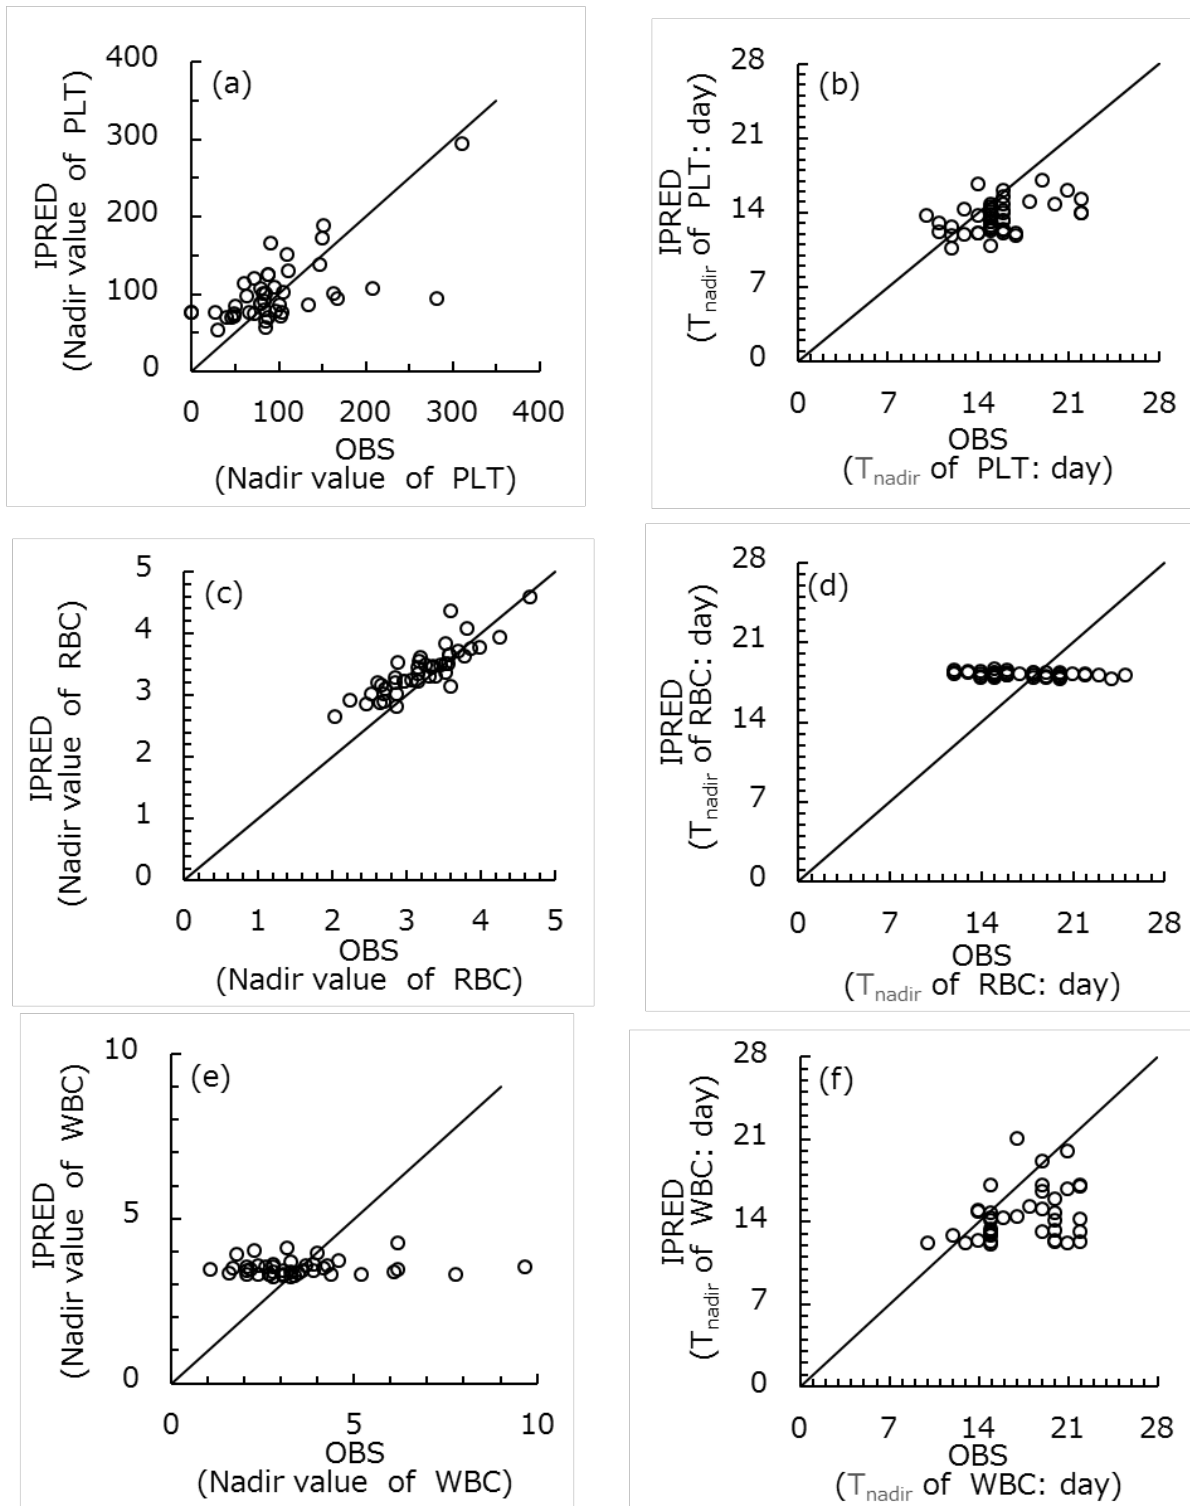 (a)
IPRED
(Nadir value of PLT)
400
300
200
100
0
0 100 200 300 400
OBS
(Nadir value of PLT)
(b)
IPRED
(Tnadir of PLT: day)
28
21
14
7
0
0 7 14 21 28
OBS
(Tnadir of PLT: day)
(c)
IPRED
(Nadir value of RBC)
5
4
3
2
1
0
0 1 2 3 4 5
OBS
(Nadir value of RBC)
(d)
IPRED
(Tnadir of RBC: day)
28
21
14
7
0
0 7 14 21 28
OBS
(Tnadir of RBC: day)
(e)
IPRED
(Nadir value of WBC)
10
5
0
0 5 10
OBS
(Nadir value of WBC)
(f)
IPRED
(Tnadir of WBC: day)
28
21
14
7
0
0 7 14 21 28
OBS
(Tnadir of WBC: day)